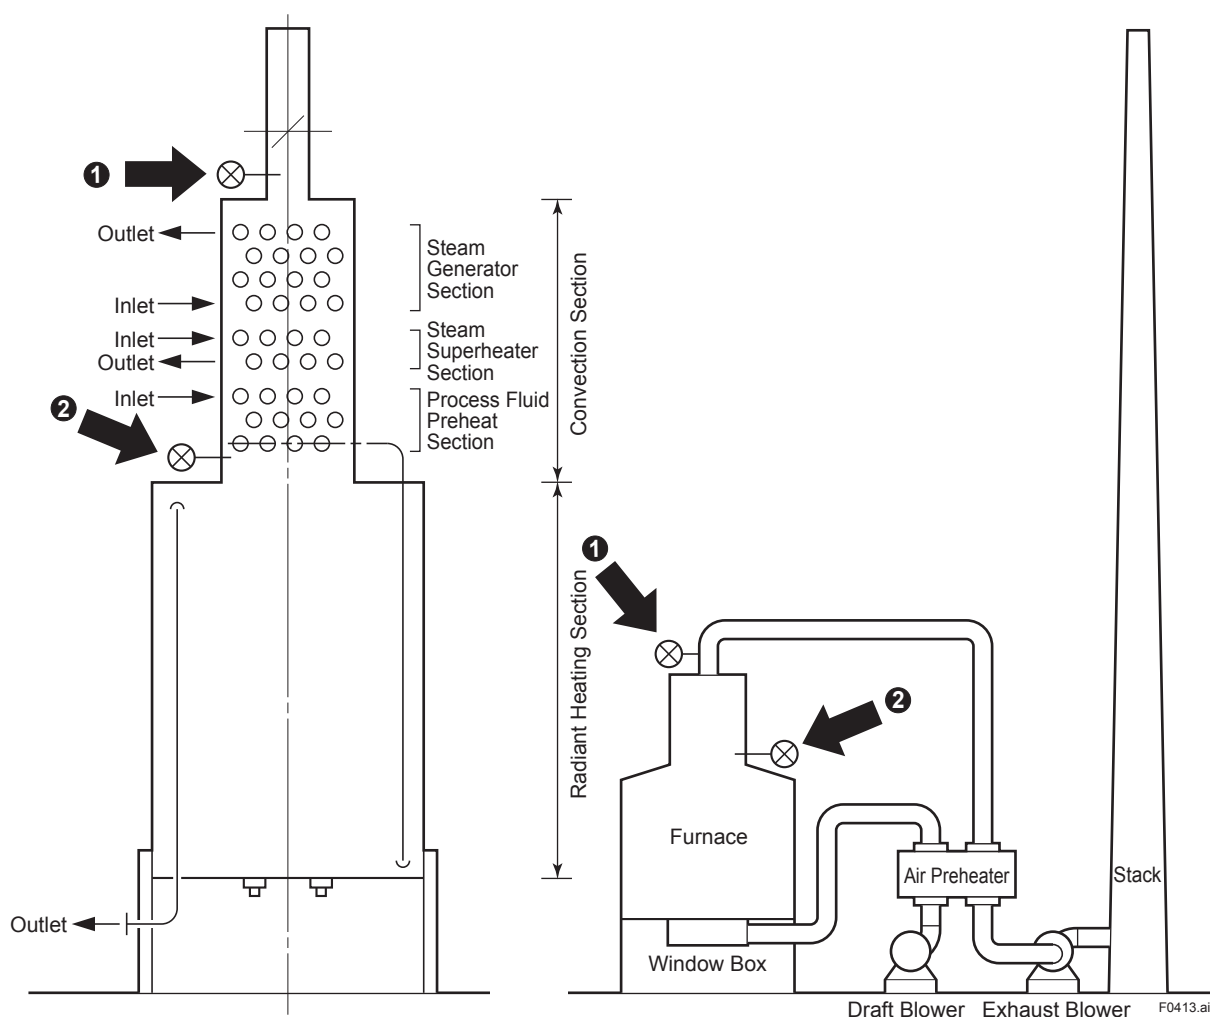 1
Outlet
Steam
Generator
Section
Inlet
Inlet
Steam
Superheater
Section
Outlet
Inlet
Process Fluid
Preheat
Section
2
Convection Section
Radiant Heating Section
Outlet
1
2
Furnace
Air Preheater
Stack
Window Box
Draft Blower
Exhaust Blower
F0413.ai